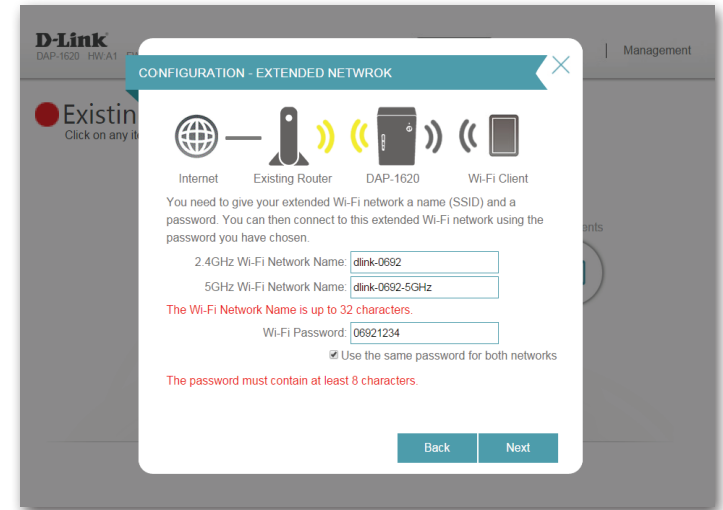 D-Link
DAP-1620 HW:A1
Management
CONFIGURATION - EXTENDED NETWROK
Existin
Click on any it
Internet
Existing Router
DAP-1620
Wi-Fi Client
You need to give your extended Wi-Fi network a name (SSID) and a
password. You can then connect to this extended Wi-Fi network using the
password you have chosen.
2.4GHz Wi-Fi Network Name: dlink-0692
5GHz Wi-Fi Network Name: dlink-0692-5GHz
The Wi-Fi Network Name is up to 32 characters.
Wi-Fi Password: 06921234
Use the same password for both networks
The password must contain at least 8 characters.
Back
Next